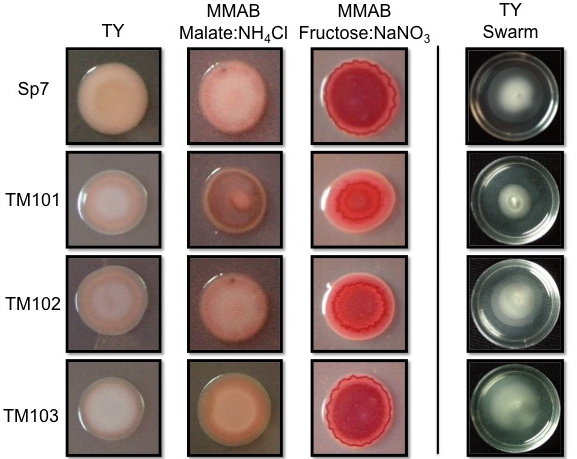 TY
MMAB
Malate:NH₄Cl
MMAB
Fructose:NaNO₃
TY
Swarm
Sp7
TM101
TM102
TM103